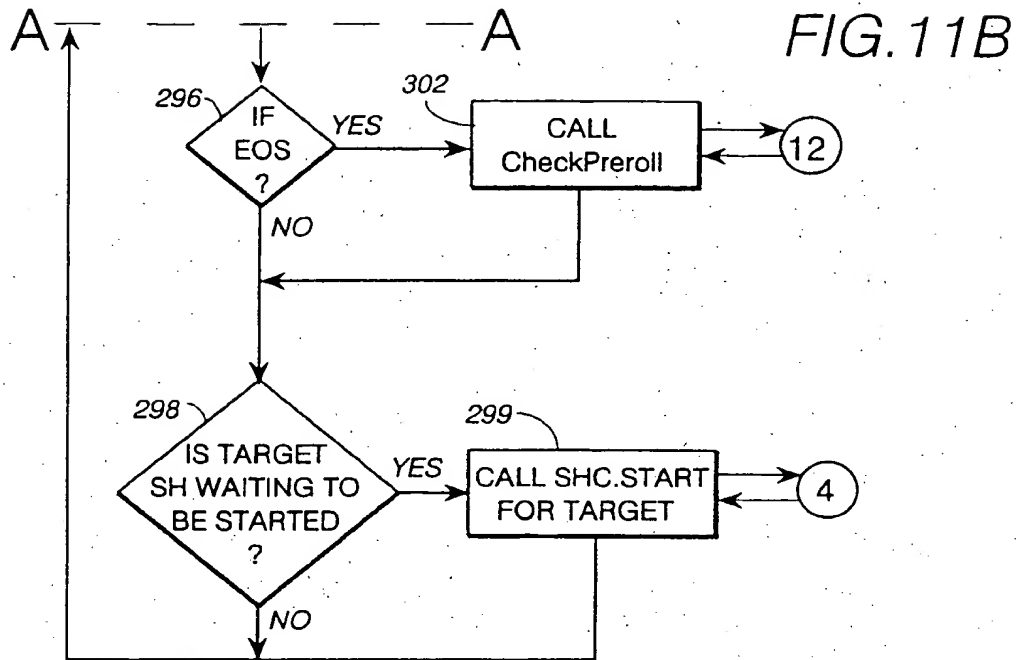 A A
FIG.11B
296
IF
EOS
?
YES
302
CALL
CheckPreroll
12
NO
298
IS TARGET
SH WAITING TO
BE STARTED
?
YES
299
CALL SHC.START
FOR TARGET
4
NO